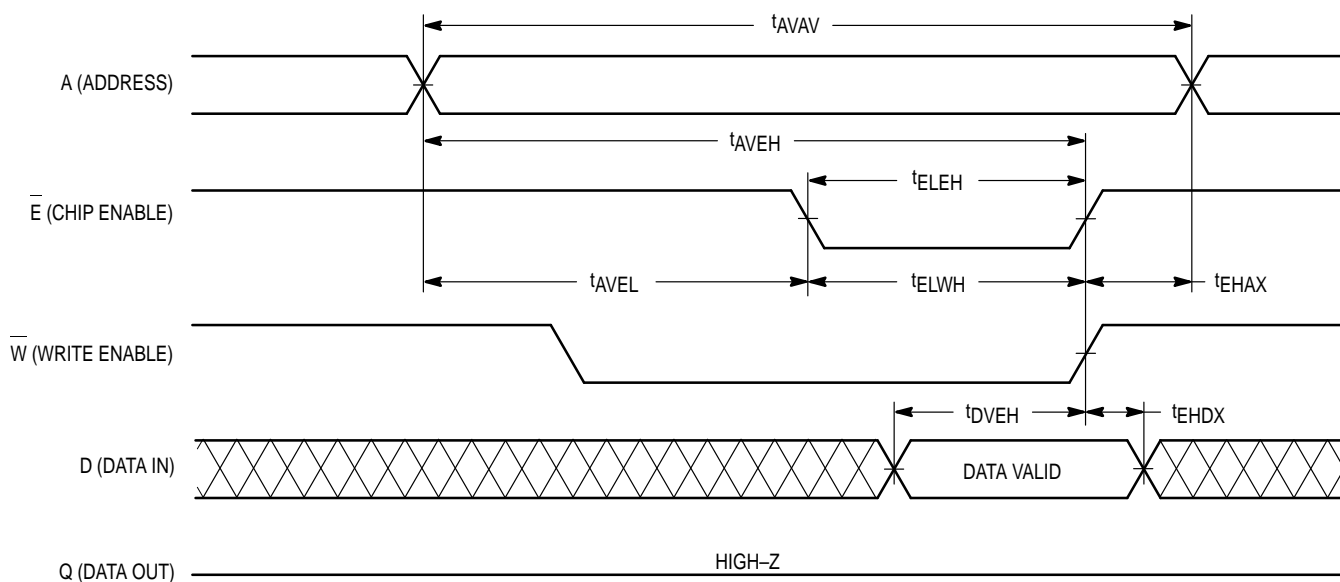 tAVAV
A (ADDRESS)
tAVEH
tELEH
E (CHIP ENABLE)
tAVEL
tELWH
tEHAX
W (WRITE ENABLE)
tDVEH
tEHDX
D (DATA IN)
DATA VALID
HIGH–Z
Q (DATA OUT)